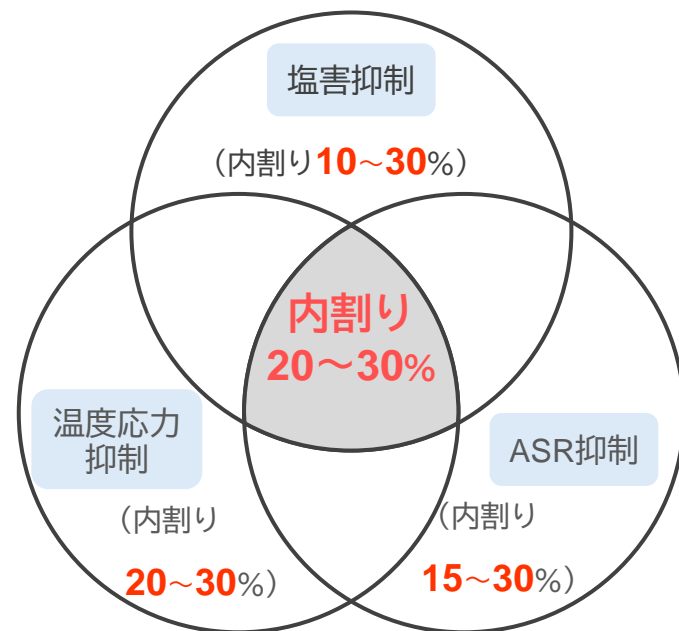 塩害抑制
（内割り10～30%）
内割り
20～30%
温度応力
抑制
（内割り
20～30%）
ASR抑制
（内割り
15～30%）